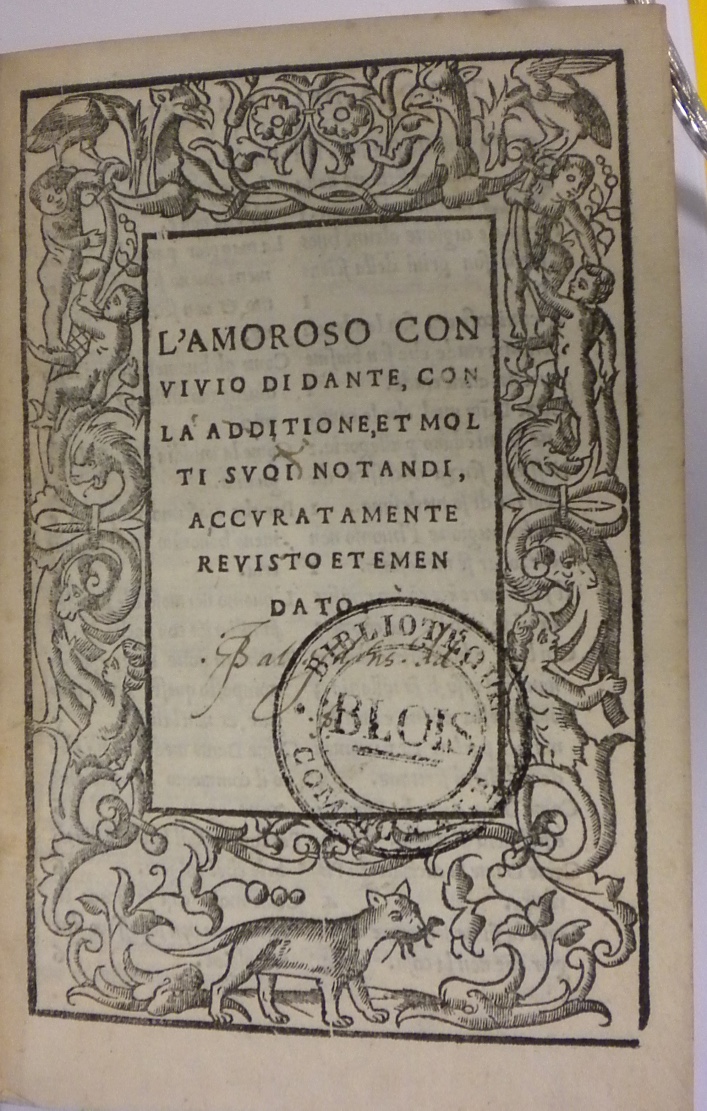 L'AMOROSO CON
VIVIO DI DANTE, CON
LA ADDITIONE, ET MOL
TI SVOI NOTANDI,
ACCVRATAMENTE
REVISTO ET EMEN
DATO.
BIBLIOTÈQUE
BLOIS